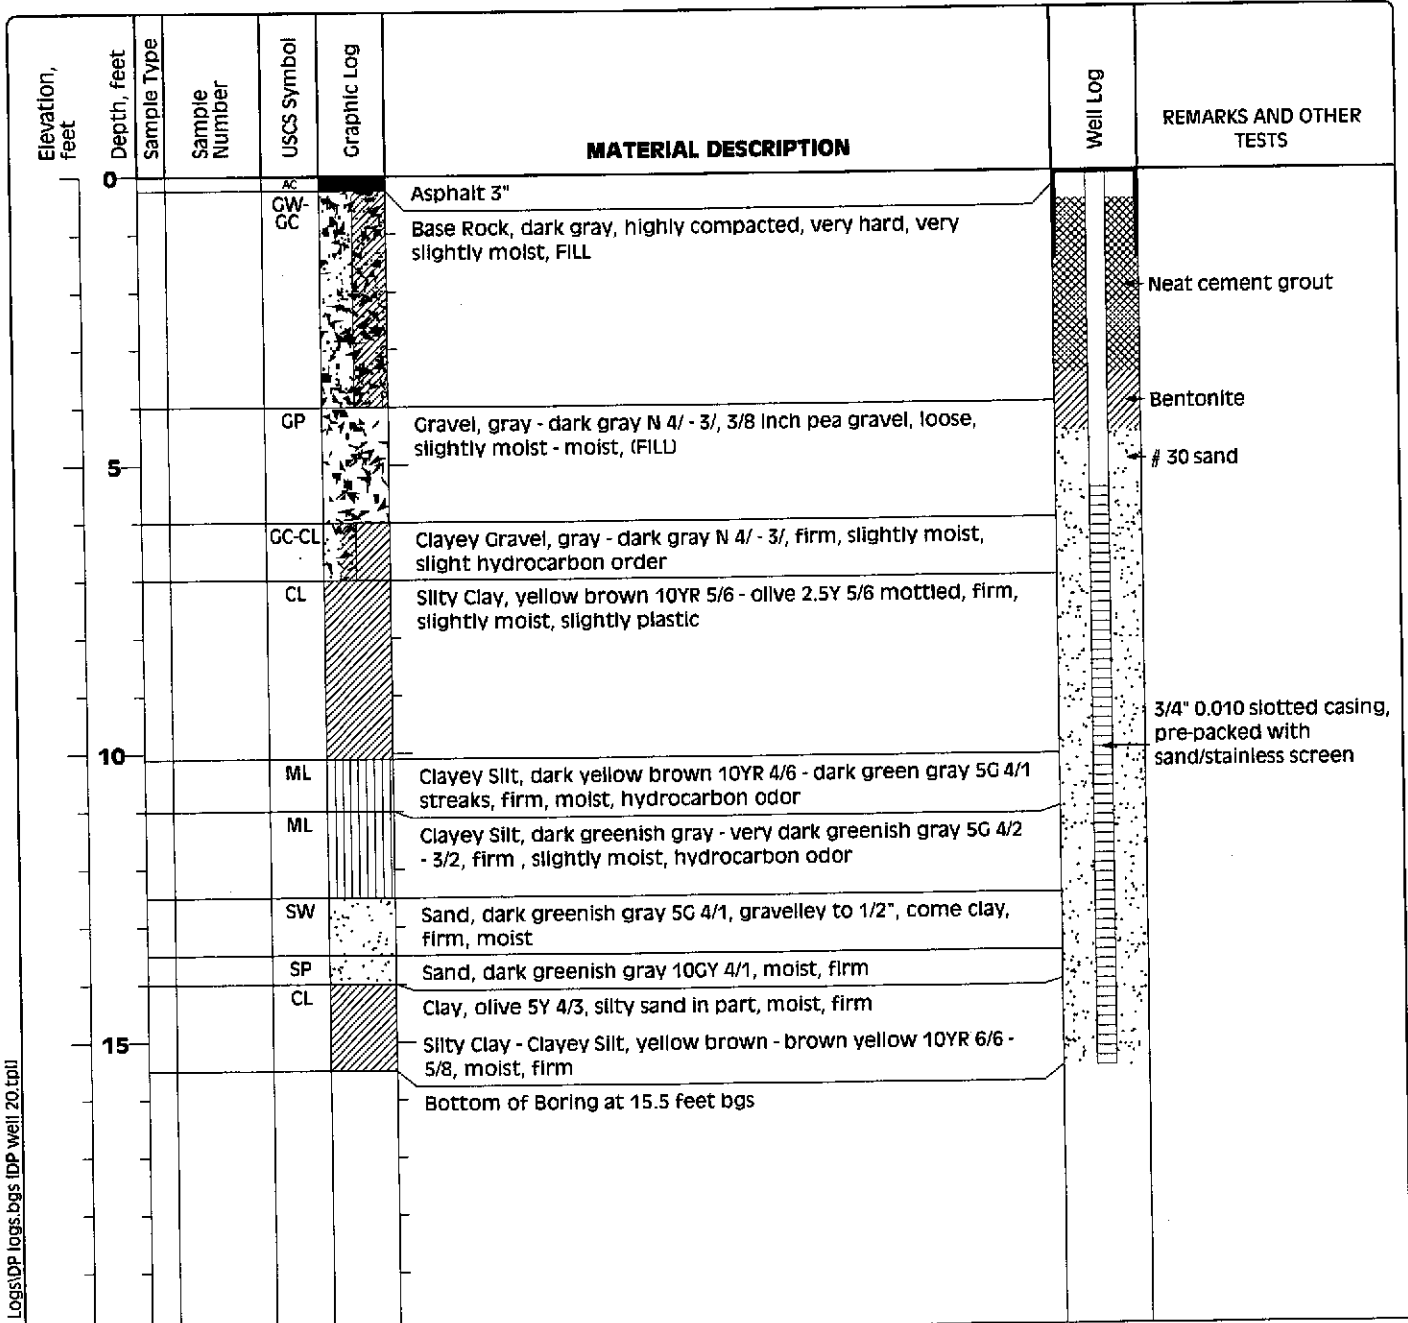 Elevation,
feet
Depth, feet
Sample Type
Sample
Number
USCS Symbol
Graphic Log
MATERIAL DESCRIPTION
Well Log
REMARKS AND OTHER
TESTS
0
AC
Asphalt 3"
GW-
GC
Base Rock, dark gray, highly compacted, very hard, very
slightly moist, FILL
Neat cement grout
Bentonite
GP
Gravel, gray - dark gray N 4/ - 3/, 3/8 inch pea gravel, loose,
slightly moist - moist, (FILL)
# 30 sand
5
GC-CL
Clayey Gravel, gray - dark gray N 4/ - 3/, firm, slightly moist,
slight hydrocarbon order
CL
Silty Clay, yellow brown 10YR 5/6 - olive 2.5Y 5/6 mottled, firm,
slightly moist, slightly plastic
3/4" 0.010 slotted casing,
pre-packed with
sand/stainless screen
10
ML
Clayey Silt, dark yellow brown 10YR 4/6 - dark green gray 5G 4/1
streaks, firm, moist, hydrocarbon odor
ML
Clayey Silt, dark greenish gray - very dark greenish gray 5G 4/2
- 3/2, firm , slightly moist, hydrocarbon odor
SW
Sand, dark greenish gray 5G 4/1, gravelley to 1/2", come clay,
firm, moist
SP
Sand, dark greenish gray 10GY 4/1, moist, firm
CL
Clay, olive 5Y 4/3, silty sand in part, moist, firm
15
Silty Clay - Clayey Silt, yellow brown - brown yellow 10YR 6/6 -
5/8, moist, firm
Bottom of Boring at 15.5 feet bgs
Logs\DP logs.bgs [DP well 20.tpl]